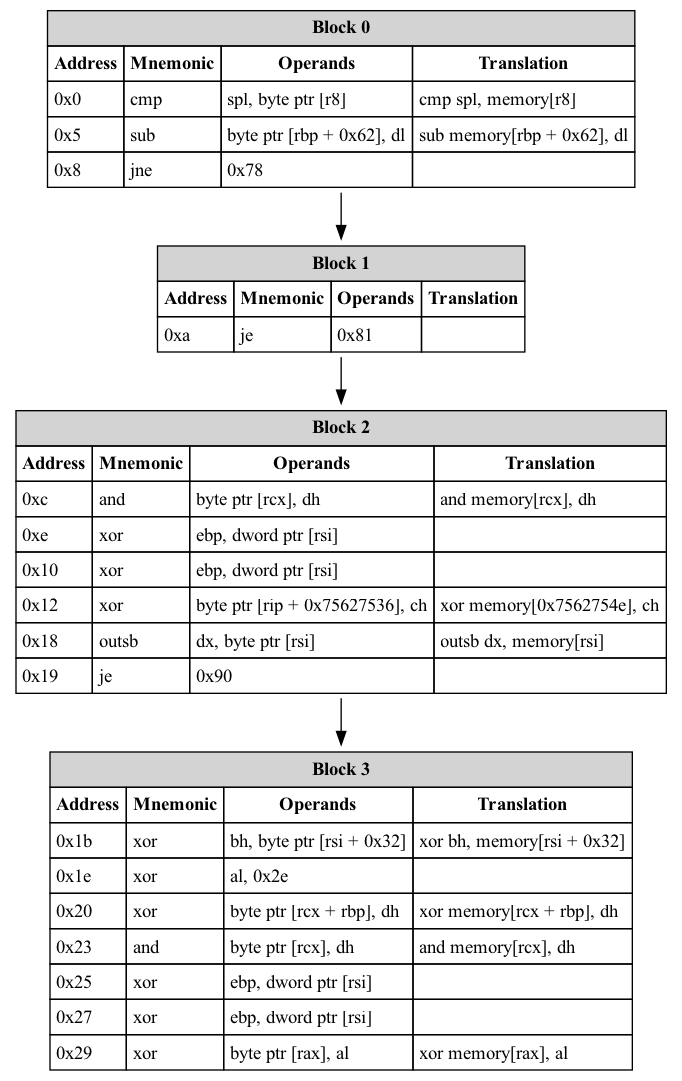 Block 0
Address Mnemonic Operands Translation
0x0 cmp spl, byte ptr [r8] cmp spl, memory[r8]
0x5 sub byte ptr [rbp + 0x62], dl sub memory[rbp + 0x62], dl
0x8 jne 0x78
Block 1
Address Mnemonic Operands Translation
0xa je 0x81
Block 2
Address Mnemonic Operands Translation
0xc and byte ptr [rcx], dh and memory[rcx], dh
0xe xor ebp, dword ptr [rsi]
0x10 xor ebp, dword ptr [rsi]
0x12 xor byte ptr [rip + 0x75627536], ch xor memory[0x7562754e], ch
0x18 outsb dx, byte ptr [rsi] outsb dx, memory[rsi]
0x19 je 0x90
Block 3
Address Mnemonic Operands Translation
0x1b xor bh, byte ptr [rsi + 0x32] xor bh, memory[rsi + 0x32]
0x1e xor al, 0x2e
0x20 xor byte ptr [rcx + rbp], dh xor memory[rcx + rbp], dh
0x23 and byte ptr [rcx], dh and memory[rcx], dh
0x25 xor ebp, dword ptr [rsi]
0x27 xor ebp, dword ptr [rsi]
0x29 xor byte ptr [rax], al xor memory[rax], al